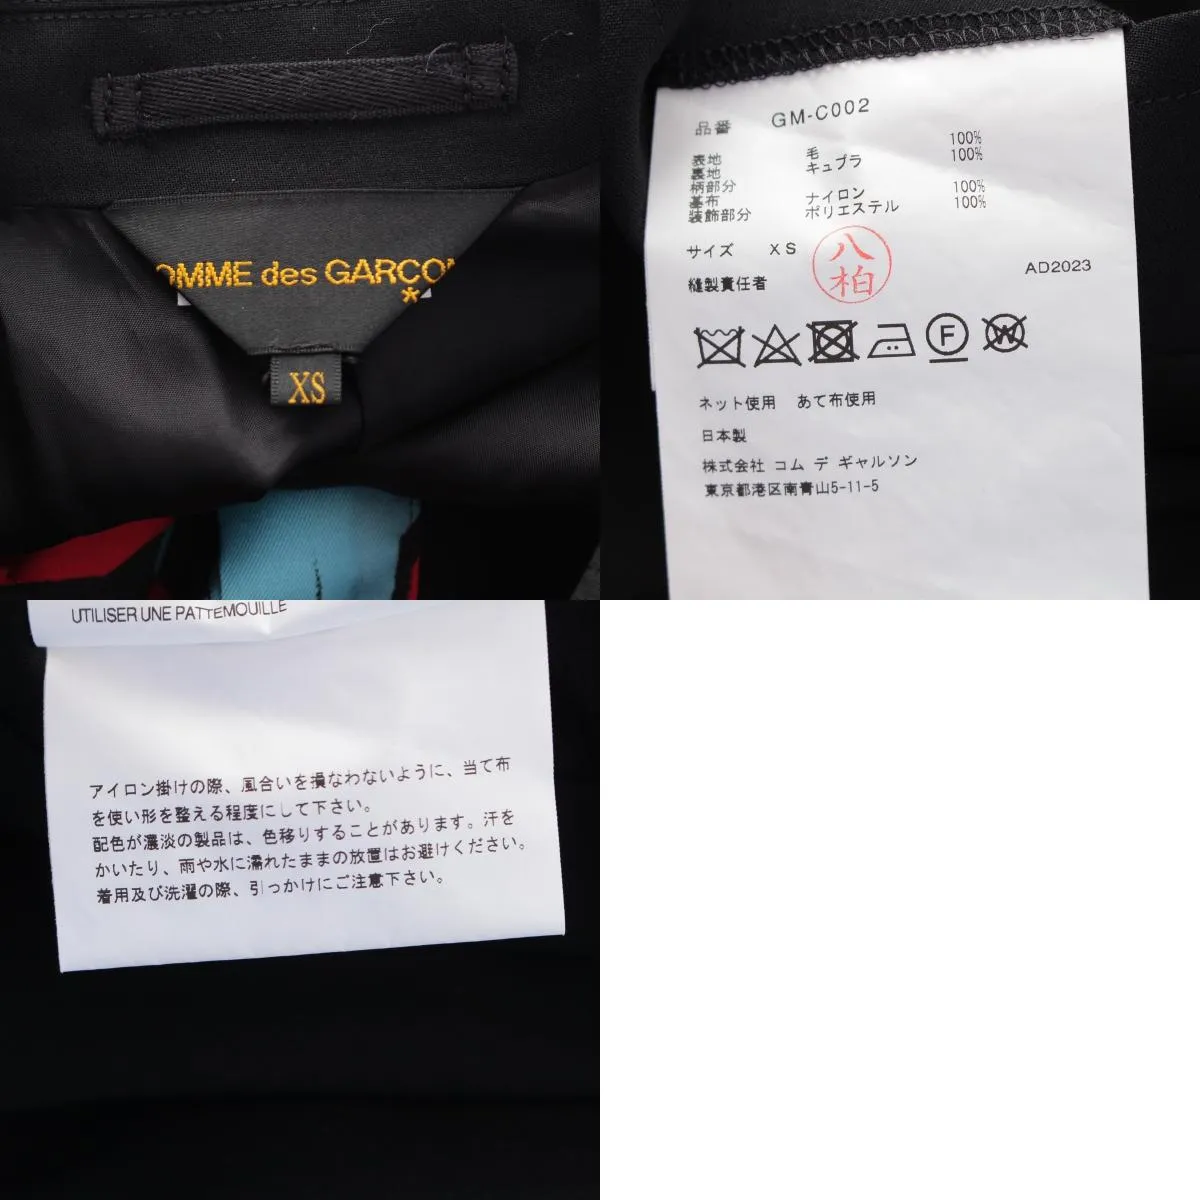 OMME des GARCON
*
XS
品番 GM-C002
表地 毛 100%
裏地 キュプラ 100%
柄部分
基布 ナイロン 100%
装飾部分 ポリエステル 100%
サイズ XS
縫製責任者 八柏
AD2023
F
W
ネット使用 あて布使用
日本製
株式会社 コム デ ギャルソン
東京都港区南青山5-11-5
UTILISER UNE PATTEMOUILLE
アイロン掛けの際、風合いを損なわないように、当て布
を使い形を整える程度にして下さい。
配色が濃淡の製品は、色移りすることがあります。汗を
かいたり、雨や水に濡れたままの放置はお避けください。
着用及び洗濯の際、引っかけにご注意下さい。